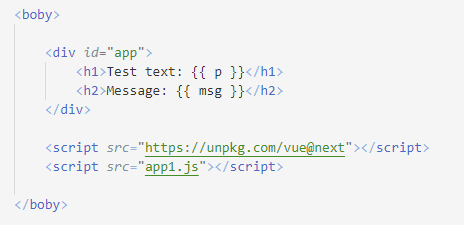 <boby>
<div id="app">
<h1>Test text: {{ p }}</h1>
<h2>Message: {{ msg }}</h2>
</div>
<script src="https://unpkg.com/vue@next"></script>
<script src="app1.js"></script>
</boby>